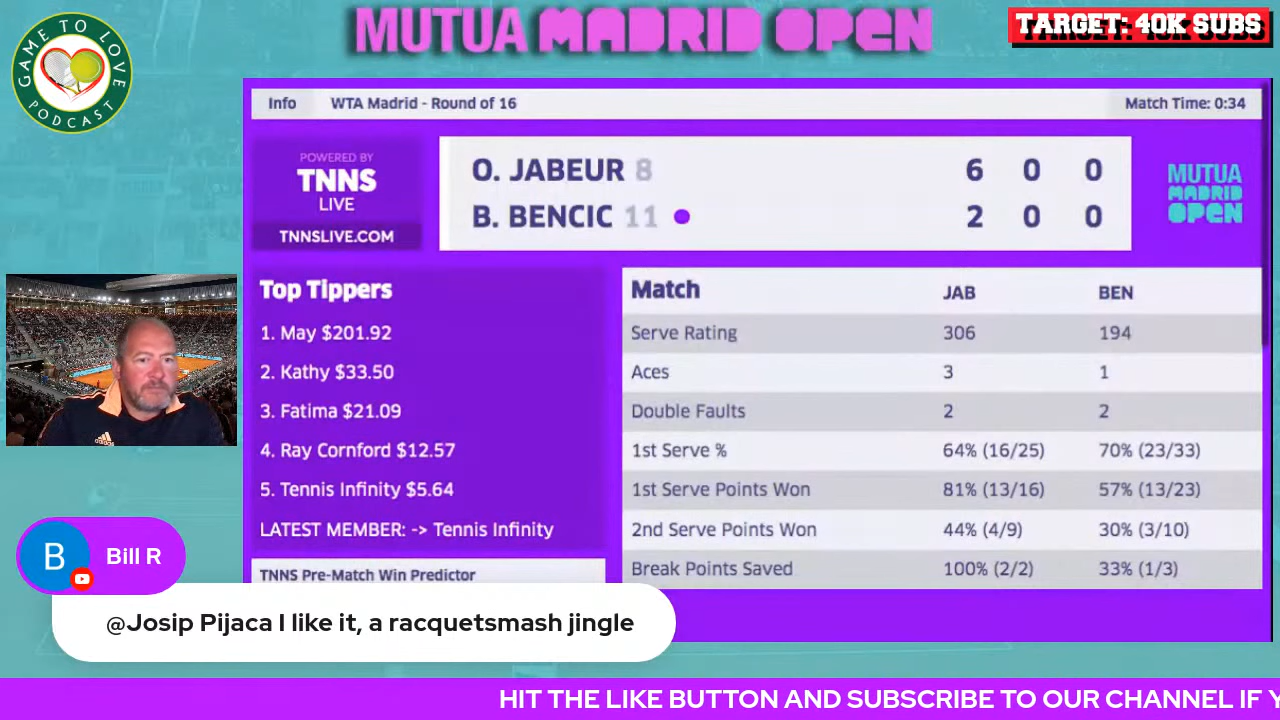 GAME TO LOVE
PODCAST
MUTUA MADRID OPEN
TARGET: 40K SUBS
Info WTA Madrid - Round of 16 Match Time: 0:34
POWERED BY
TNNS
LIVE
TNNSLIVE.COM
O. JABEUR 8 6 0 0
B. BENCIC 11 2 0 0
MUTUA
MADRID
OPEN
Top Tippers
1. May $201.92
2. Kathy $33.50
3. Fatima $21.09
4. Ray Cornford $12.57
5. Tennis Infinity $5.64
LATEST MEMBER: -> Tennis Infinity
TNNS Pre-Match Win Predictor
Match JAB BEN
Serve Rating 306 194
Aces 3 1
Double Faults 2 2
1st Serve % 64% (16/25) 70% (23/33)
1st Serve Points Won 81% (13/16) 57% (13/23)
2nd Serve Points Won 44% (4/9) 30% (3/10)
Break Points Saved 100% (2/2) 33% (1/3)
B Bill R
@Josip Pijaca I like it, a racquetsmash jingle
HIT THE LIKE BUTTON AND SUBSCRIBE TO OUR CHANNEL IF Y